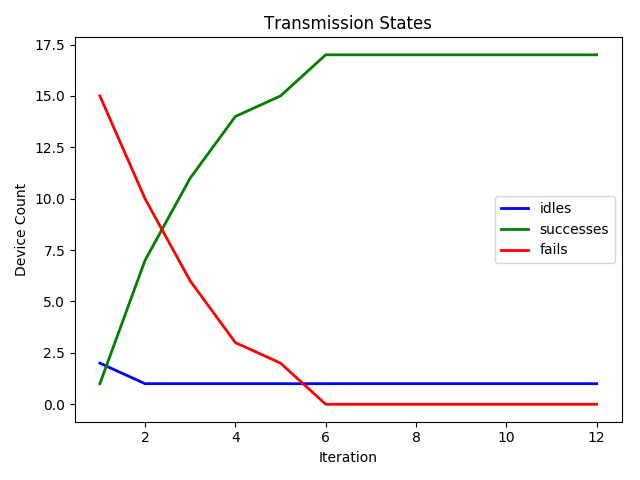 Transmission States
17.5
15.0
12.5
10.0
7.5
5.0
2.5
0.0
Device Count
idles
successes
fails
2
4
6
8
10
12
Iteration